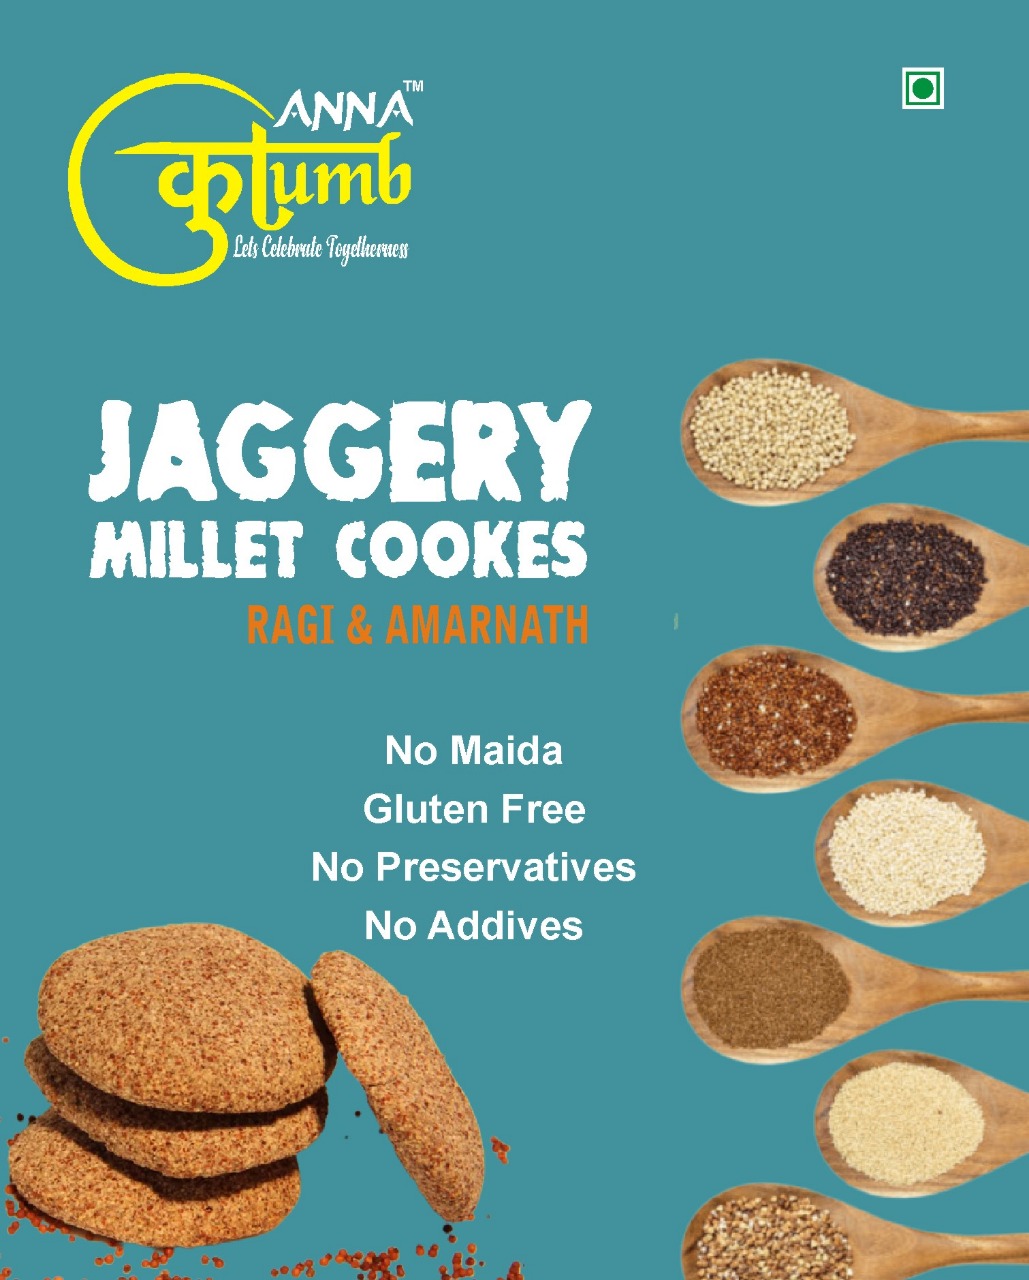 ANNA™
कुtumb
Lets Celebrate Togetherness
JAGGERY
MILLET COOKES
RAGI & AMARNATH
No Maida
Gluten Free
No Preservatives
No Addives